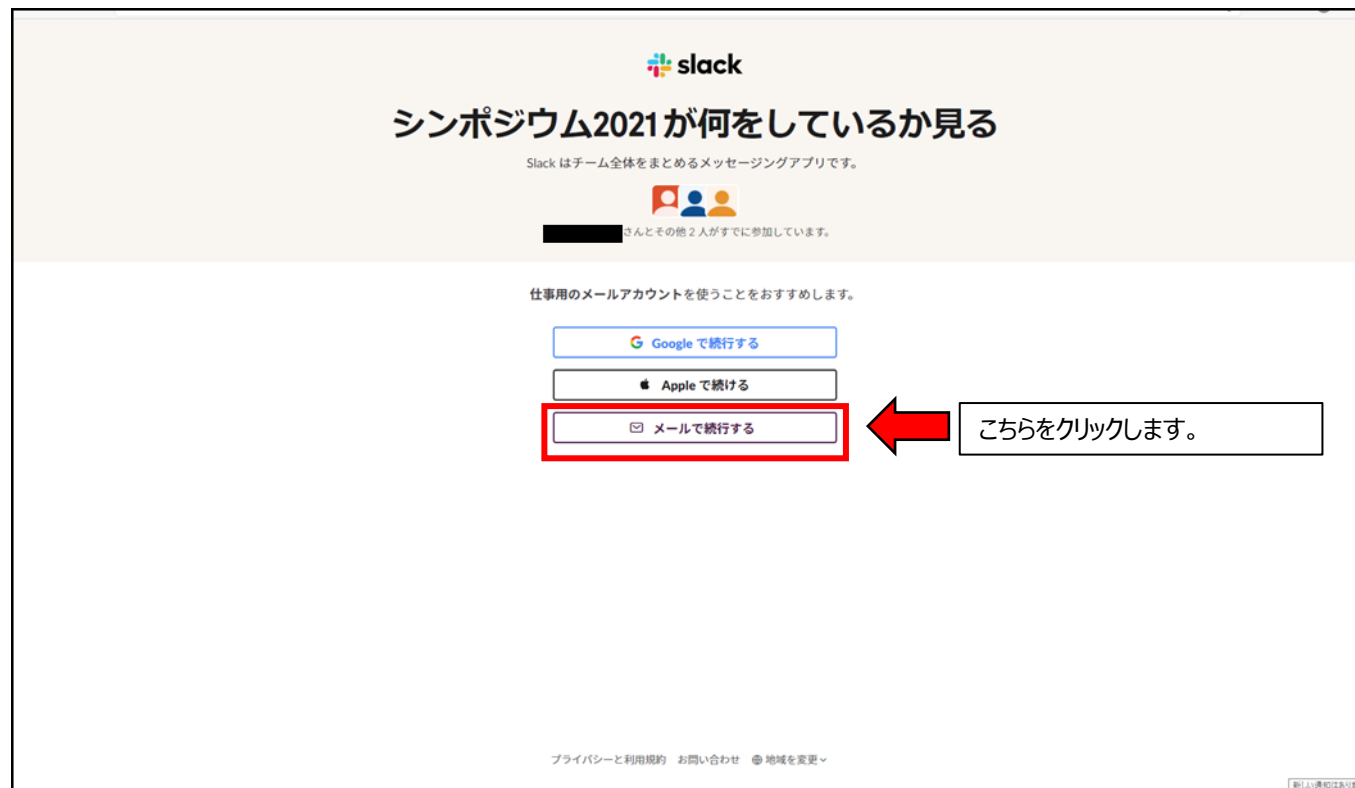 slack
シンポジウム2021が何をしているか見る
Slack はチーム全体をまとめるメッセージングアプリです。
さんとその他 2 人がすでに参加しています。
仕事用のメールアカウントを使うことをおすすめします。
Google で続行する
Apple で続ける
メールで続行する
こちらをクリックします。
プライバシーと利用規約 お問い合わせ 地域を変更